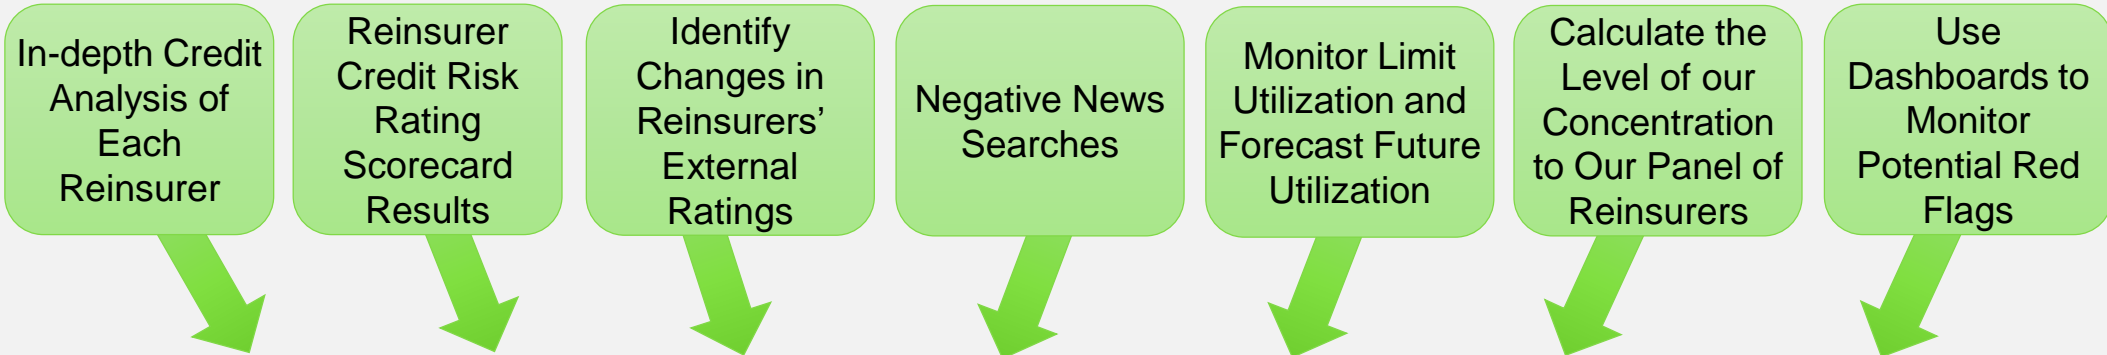 In-depth Credit
Analysis of
Each
Reinsurer
Reinsurer
Credit Risk
Rating
Scorecard
Results
Identify
Changes in
Reinsurers’
External
Ratings
Negative News
Searches
Monitor Limit
Utilization and
Forecast Future
Utilization
Calculate the
Level of our
Concentration
to Our Panel of
Reinsurers
Use
Dashboards to
Monitor
Potential Red
Flags